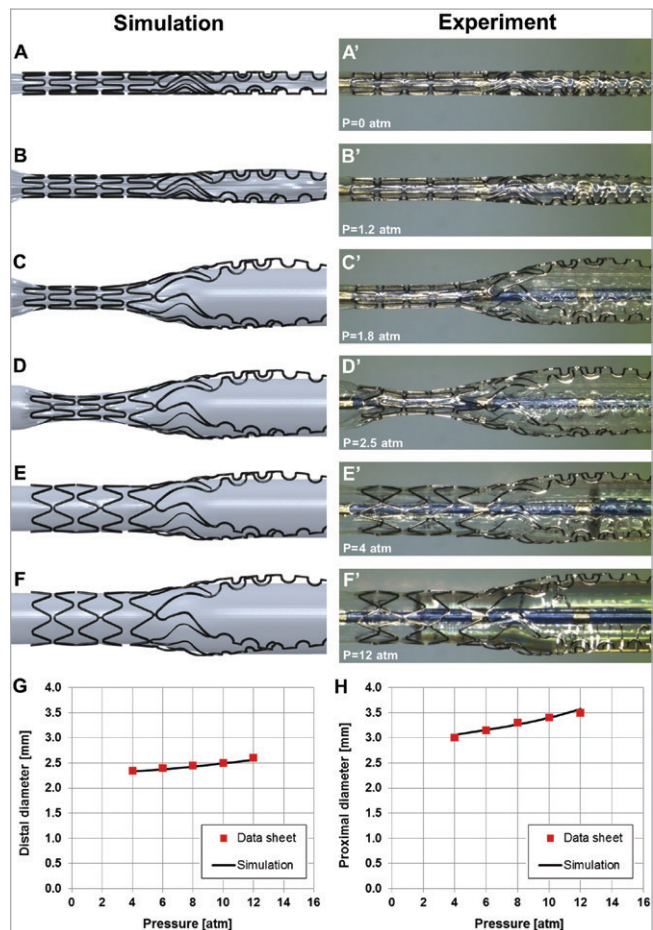 Simulation Experiment
A A’
P=0 atm
B B’
P=1.2 atm
C C’
P=1.8 atm
D D’
P=2.5 atm
E E’
P=4 atm
F F’
P=12 atm
G H
4.0 4.0
3.5 3.5
3.0 3.0
2.5 2.5
2.0 2.0
1.5 1.5
1.0 1.0
0.5 0.5
0.0 0.0
Distal diameter [mm] Proximal diameter [mm]
Data sheet Data sheet
Simulation Simulation
0 2 4 6 8 10 12 14 16 0 2 4 6 8 10 12 14 16
Pressure [atm] Pressure [atm]